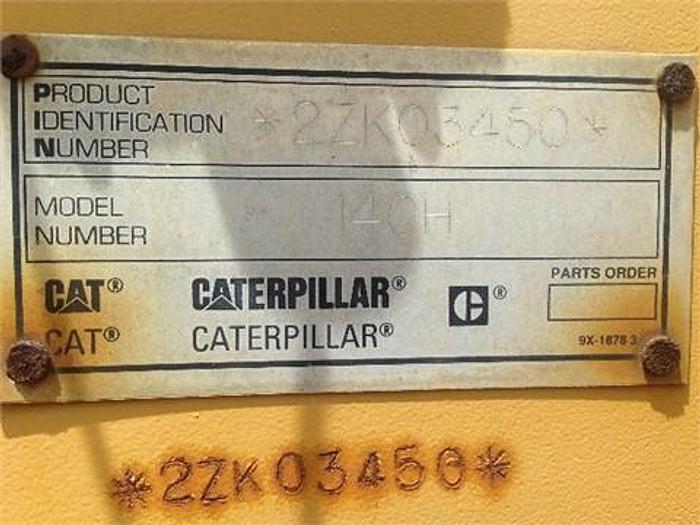 PRODUCT
IDENTIFICATION
NUMBER
*2ZK03450*
MODEL
NUMBER
140H
CAT® CATERPILLAR® ®
PARTS ORDER
CAT® CATERPILLAR®
9X-1878 3
*2ZK03450*